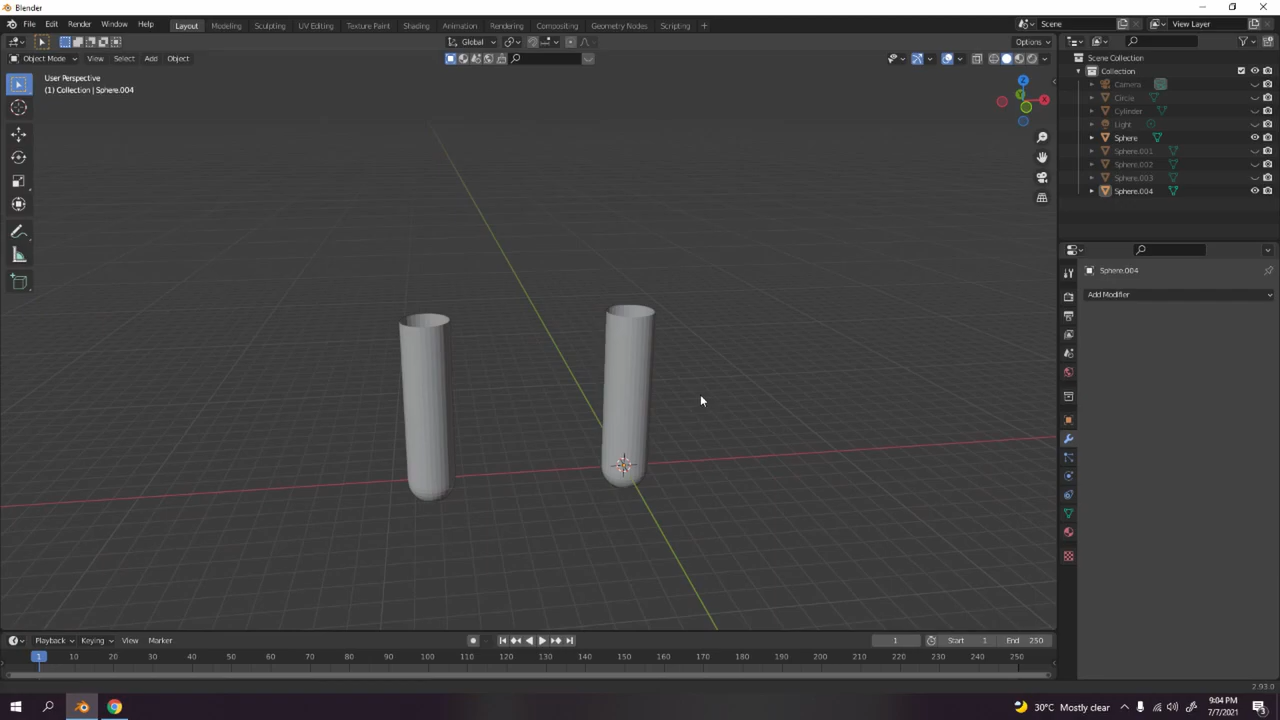 Blender
File Edit Render Window Help Layout Modeling Sculpting UV Editing Texture Paint Shading Animation Rendering Compositing Geometry Nodes Scripting Scene View Layer
Global Options
Object Mode View Select Add Object
User Perspective
(1) Collection | Sphere.004
X
Y
Z
Scene Collection
Collection
Camera
Circle
Cylinder
Light
Sphere
Sphere.001
Sphere.002
Sphere.003
Sphere.004
Sphere.004
Add Modifier
Playback Keying View Marker 1 Start 1 End 250
1 10 20 30 40 50 60 70 80 90 100 110 120 130 140 150 160 170 180 190 200 210 220 230 240 250
2.93.0
30°C Mostly clear
9:04 PM
7/7/2021
3